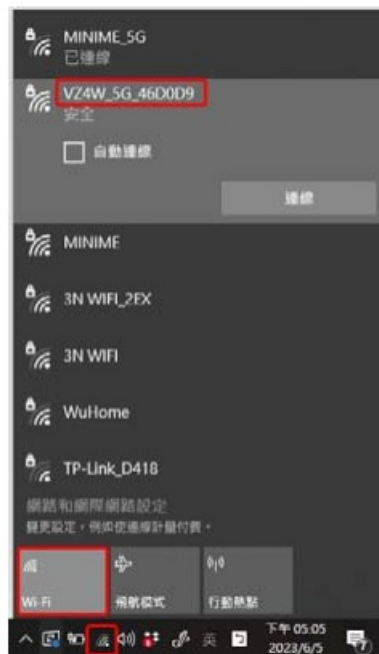 MINIME_5G
已連線
VZ4W_5G_46D0D9
安全
自動連線
連線
MINIME
3N WIFI_2EX
3N WIFI
WuHome
TP-Link_D418
網路和網際網路設定
變更設定，例如使連線計量付費。
Wi-Fi
飛航模式
行動熱點
英
下午 05:05
2023/6/5
7